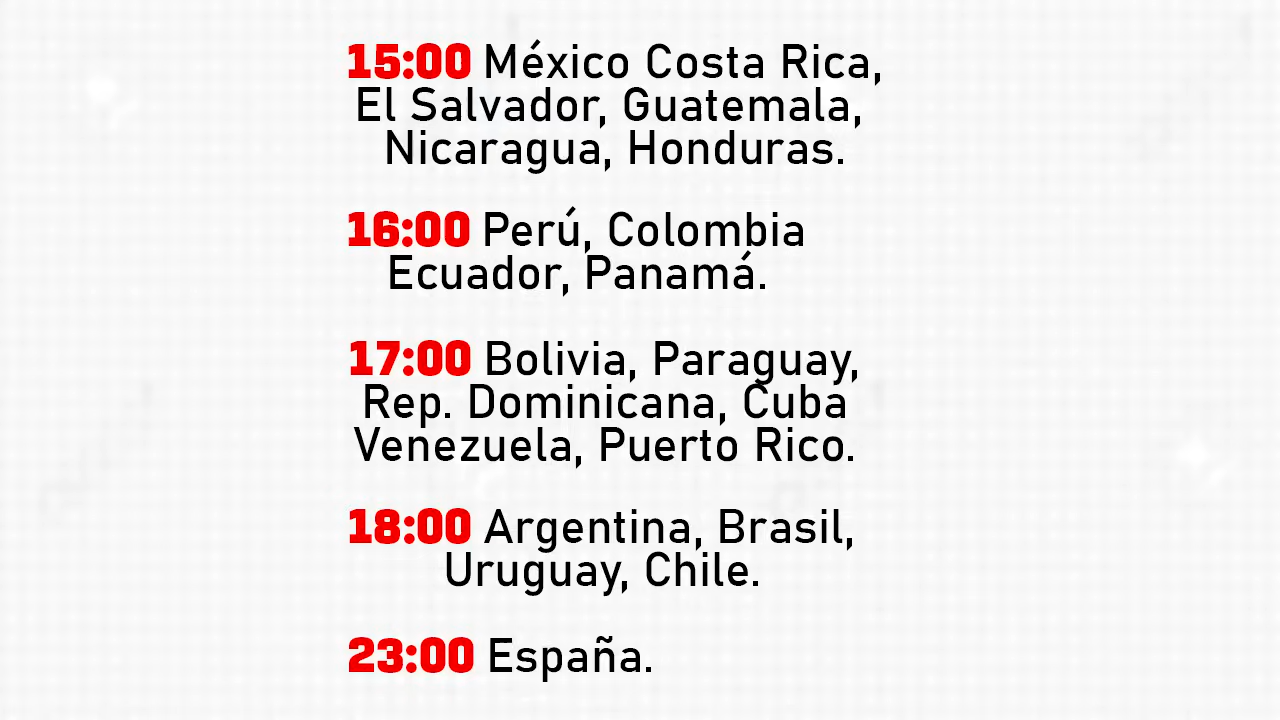 15:00 México Costa Rica,
El Salvador, Guatemala,
Nicaragua, Honduras.
16:00 Perú, Colombia
Ecuador, Panamá.
17:00 Bolivia, Paraguay,
Rep. Dominicana, Cuba
Venezuela, Puerto Rico.
18:00 Argentina, Brasil,
Uruguay, Chile.
23:00 España.